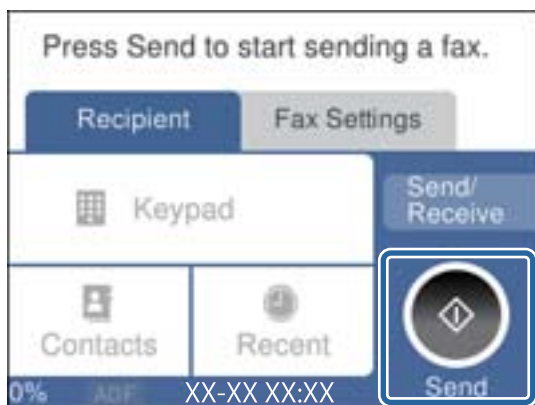 Press Send to start sending a fax.
Recipient
Fax Settings
Keypad
Send/
Receive
Contacts
Recent
Send
0% ADF XX-XX XX:XX